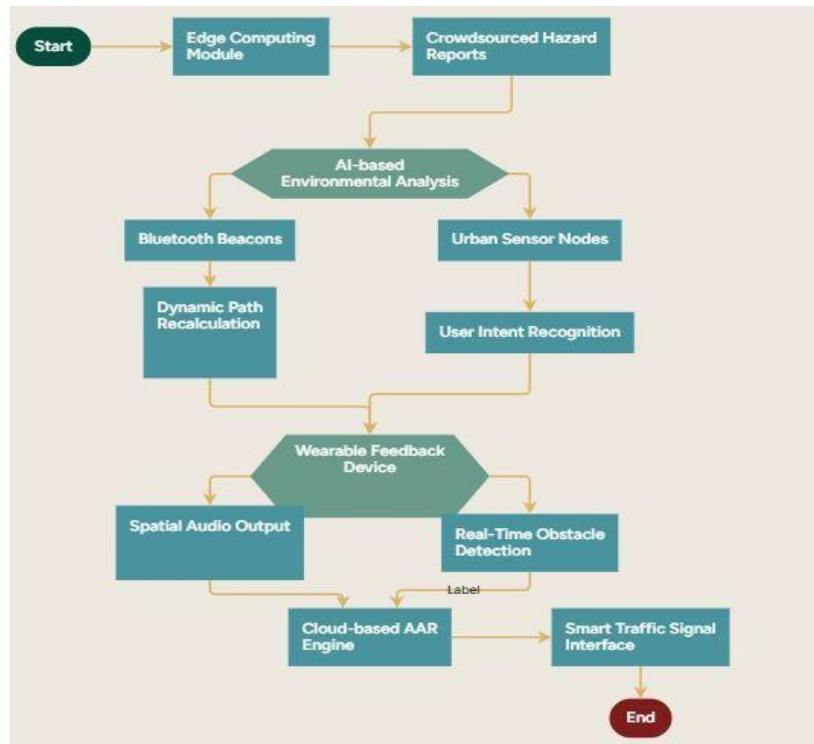 Start
Edge Computing
Module
Crowdsourced Hazard
Reports
AI-based
Environmental Analysis
Bluetooth Beacons
Urban Sensor Nodes
Dynamic Path
Recalculation
User Intent Recognition
Wearable Feedback
Device
Spatial Audio Output
Real-Time Obstacle
Detection
Label
Cloud-based AAR
Engine
Smart Traffic Signal
Interface
End